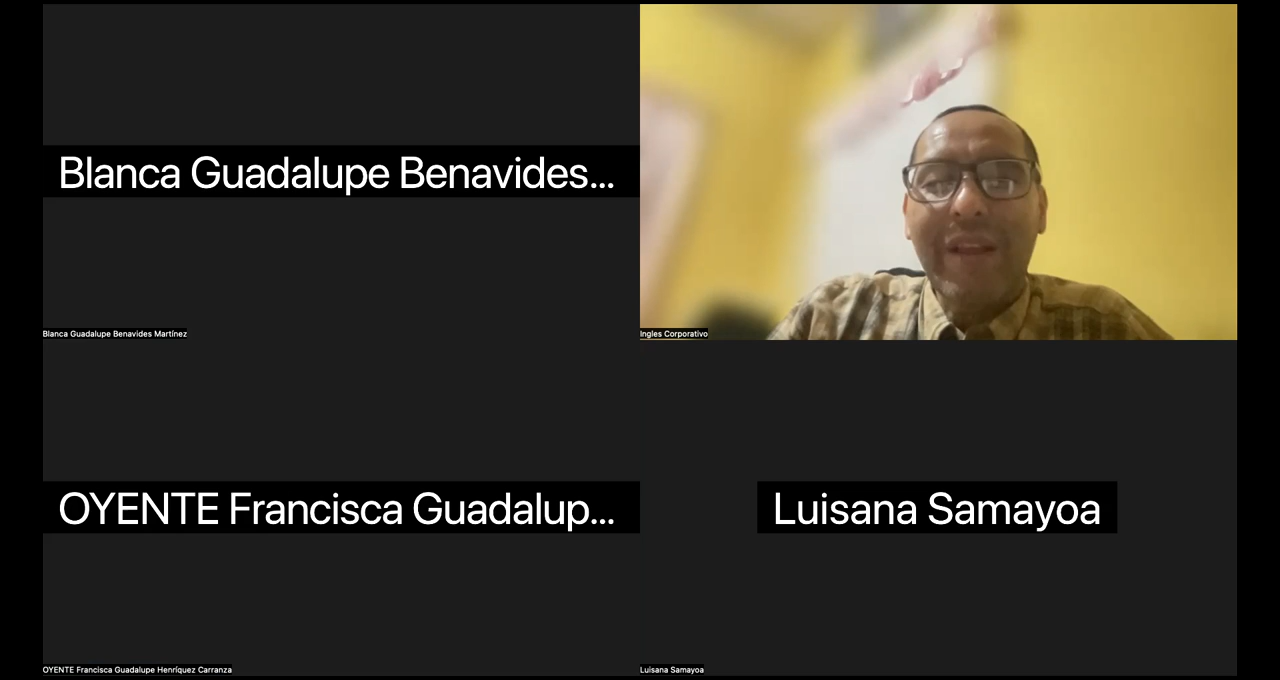 Blanca Guadalupe Benavides...
Blanca Guadalupe Benavides Martínez
Ingles Corporativo
OYENTE Francisca Guadalup...
Luisana Samayoa
OYENTE Francisca Guadalupe Henríquez Carranza
Luisana Samayoa